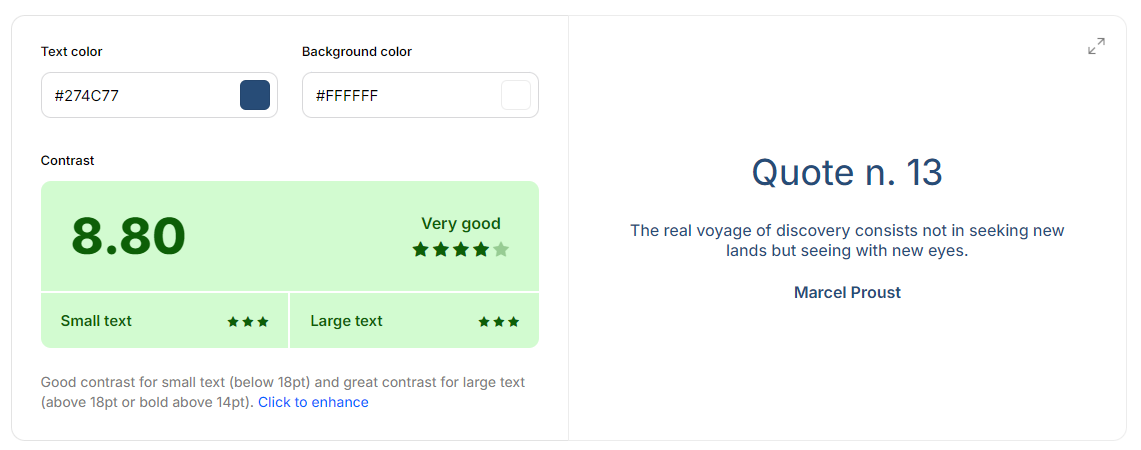 Text color
Background color
#274C77
#FFFFFF
Contrast
8.80
Very good
Small text
Large text
Good contrast for small text (below 18pt) and great contrast for large text
(above 18pt or bold above 14pt). Click to enhance
Quote n. 13
The real voyage of discovery consists not in seeking new
lands but seeing with new eyes.
Marcel Proust